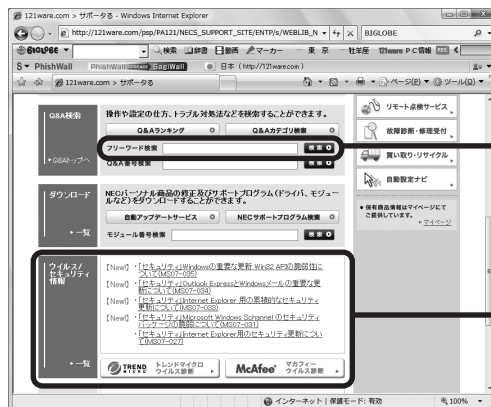 121ware.com > サポータる - Windows Internet Explorer
http://121ware.com/psp/PA121/NECS_SUPPORT_SITE/ENTP/s/WEBLIB_N
BIGLOBE
BIGLOBE 検索 辞書 動画 マーカー 東 京 牡羊座 121ware PC情報 RSS
PhishWall PhishWall SagiWall 日本 (http://121ware.com)
121ware.com > サポータる
ページ(P) ツール(O)
Q&A検索
操作や設定の仕方、トラブル対処法などを検索することができます。
Q&Aランキング Q&Aカテゴリ検索
フリーワード検索 検索
Q&A番号検索 検索
Q&Aトップへ
リモート点検サービス
故障診断・修理受付
買い取り・リサイクル
自動設定ナビ
保有商品情報はマイページにてご提供しています。
マイページ
ダウンロード
NECパーソナル商品の修正及びサポートプログラム(ドライバ、モジュールなど)をダウンロードすることができます。
自動アップデートサービス NECサポートプログラム検索
モジュール番号検索 検索
一覧
ウイルス/
セキュリティ
情報
【New!】・「セキュリティ」Windowsの重要な更新 Win32 APIの脆弱性について(MS07-035)
【New!】・「セキュリティ」Outlook ExpressとWindowsメールの重要な更新について(MS07-034)
【New!】・「セキュリティ」Internet Explorer 用の累積的なセキュリティ更新について(MS07-033)
【New!】・「セキュリティ」Microsoft Windows Schannel のセキュリティ パッケージの脆弱について(MS07-031)
・「セキュリティ」Internet Explorer用のセキュリティ更新について(MS07-027)
一覧
TREND MICRO トレンドマイクロ ウイルス診断
McAfee マカフィー ウイルス診断
インターネット | 保護モード: 有効 100%